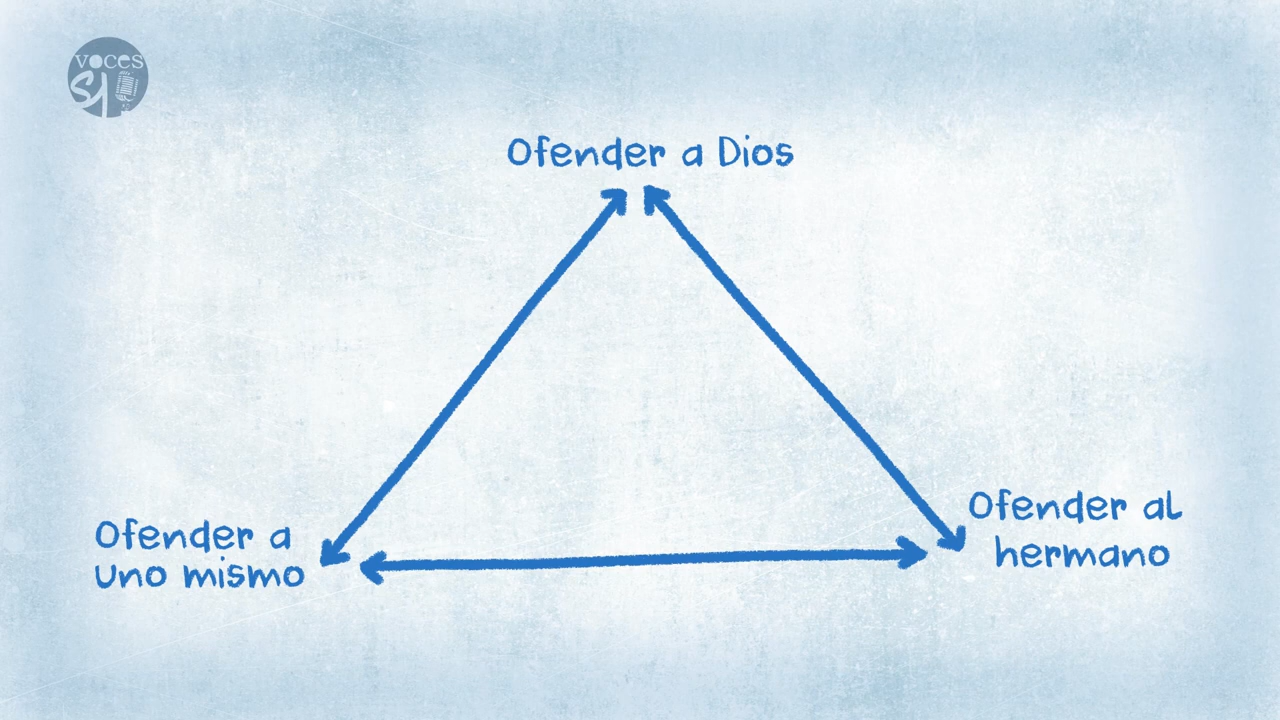 voces
SJ
Ofender a Dios
Ofender a
uno mismo
Ofender al
hermano